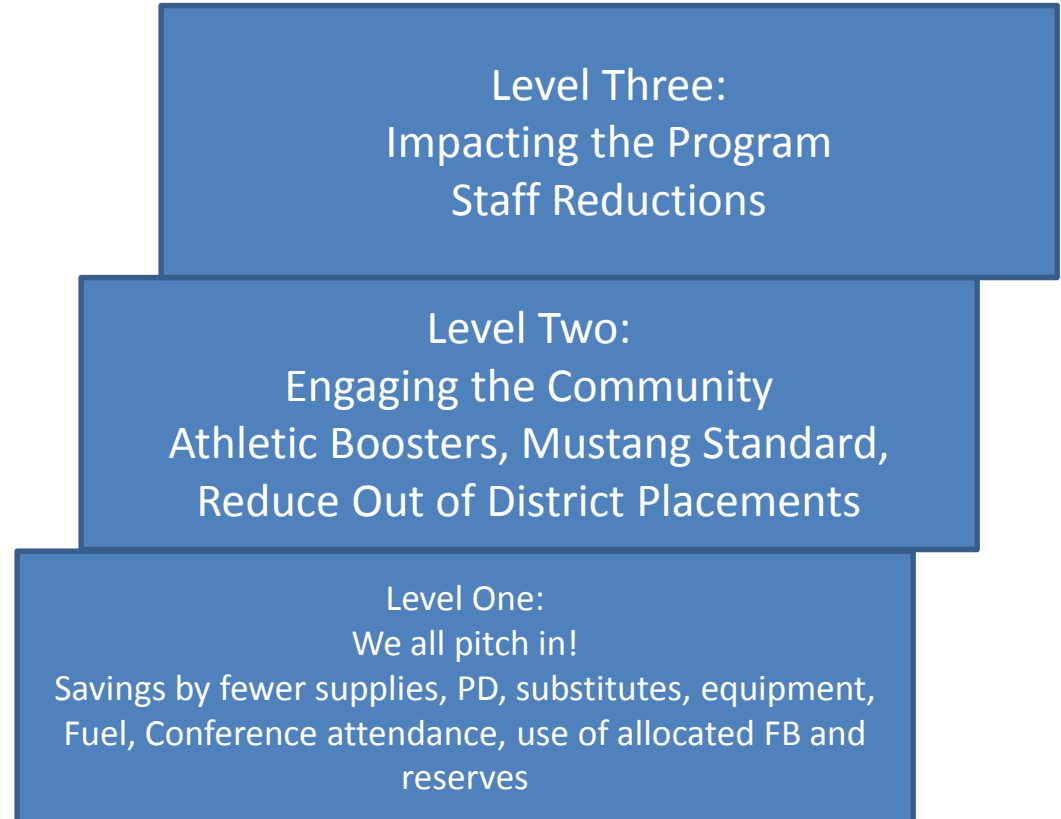 Level Three:
Impacting the Program
Staff Reductions
Level Two:
Engaging the Community
Athletic Boosters, Mustang Standard,
Reduce Out of District Placements
Level One:
We all pitch in!
Savings by fewer supplies, PD, substitutes, equipment,
Fuel, Conference attendance, use of allocated FB and
reserves